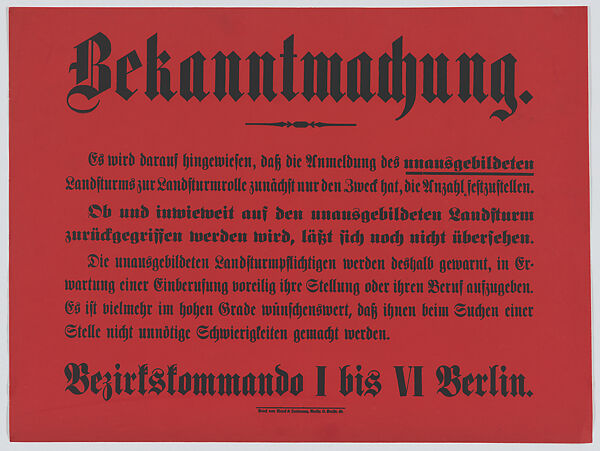 Bekanntmachung.
Es wird darauf hingewiesen, daß die Anmeldung des unausgebildeten
Landsturms zur Landsturmrolle zunächst nur den Zweck hat, die Anzahl festzustellen.
Ob und inwieweit auf den unausgebildeten Landsturm
zurückgegriffen werden wird, läßt sich noch nicht übersehen.
Die unausgebildeten Landsturmpflichtigen werden deshalb gewarnt, in Er-
wartung einer Einberufung voreilig ihre Stellung oder ihren Beruf aufzugeben.
Es ist vielmehr im hohen Grade wünschenswert, daß ihnen beim Suchen einer
Stelle nicht unnötige Schwierigkeiten gemacht werden.
Bezirkskommando I bis VI Berlin.
Druck von